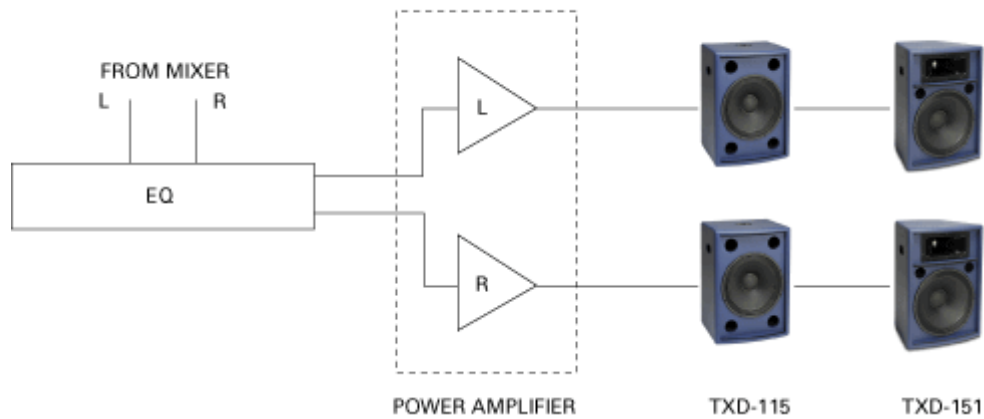 FROM MIXER
L R
EQ
L
R
POWER AMPLIFIER
TXD-115
TXD-151